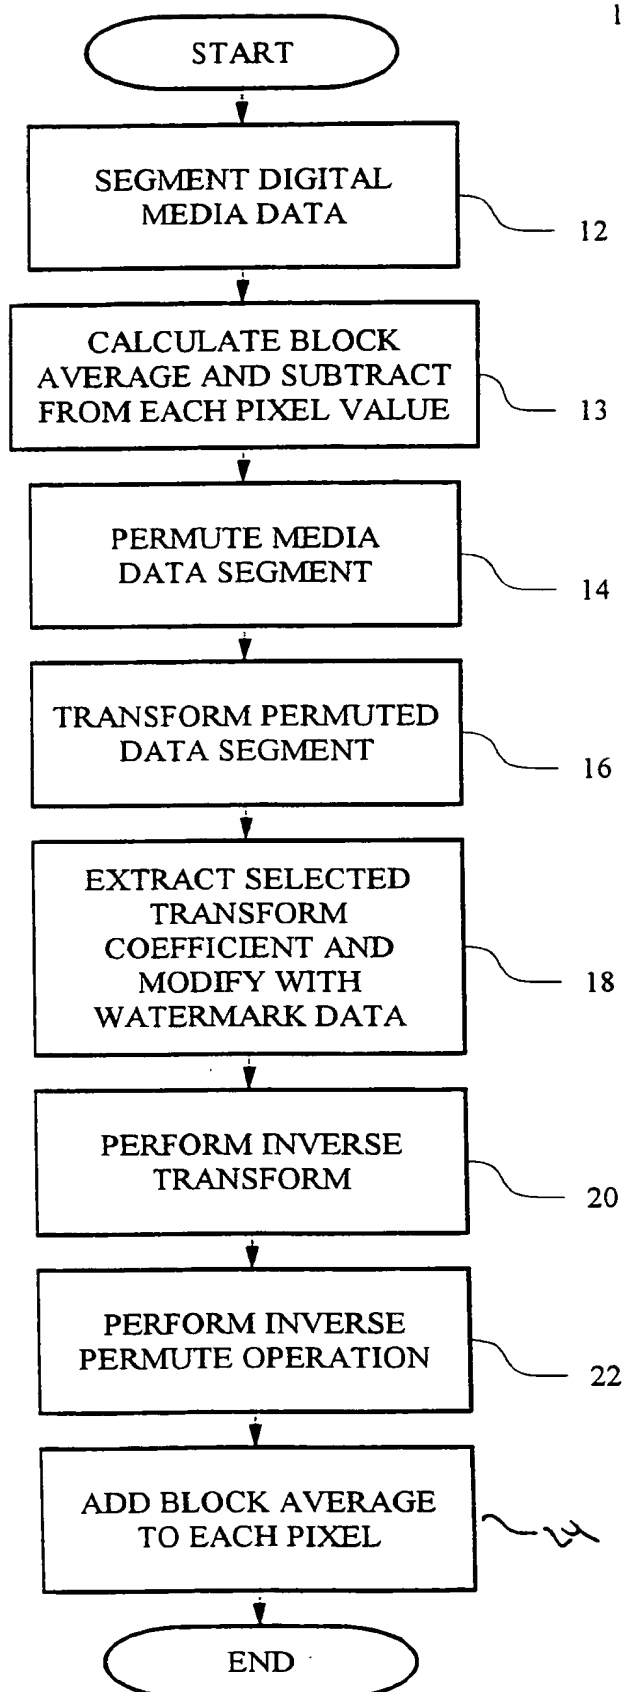 1
START
SEGMENT DIGITAL
MEDIA DATA
12
CALCULATE BLOCK
AVERAGE AND SUBTRACT
FROM EACH PIXEL VALUE
13
PERMUTE MEDIA
DATA SEGMENT
14
TRANSFORM PERMUTED
DATA SEGMENT
16
EXTRACT SELECTED
TRANSFORM
COEFFICIENT AND
MODIFY WITH
WATERMARK DATA
18
PERFORM INVERSE
TRANSFORM
20
PERFORM INVERSE
PERMUTE OPERATION
22
ADD BLOCK AVERAGE
TO EACH PIXEL
24
END